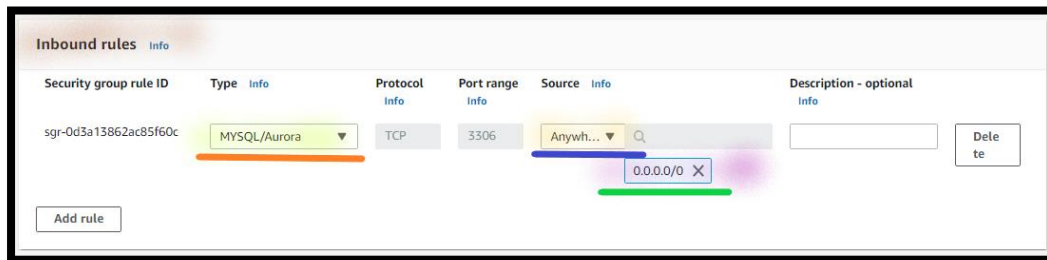 Inbound rules Info
Security group rule ID Type Info Protocol Port range Source Info Description - optional
Info Info Info
sgr-0d3a13862ac85f60c MYSQL/Aurora TCP 3306 Anywh... Dele
te
0.0.0.0/0
Add rule